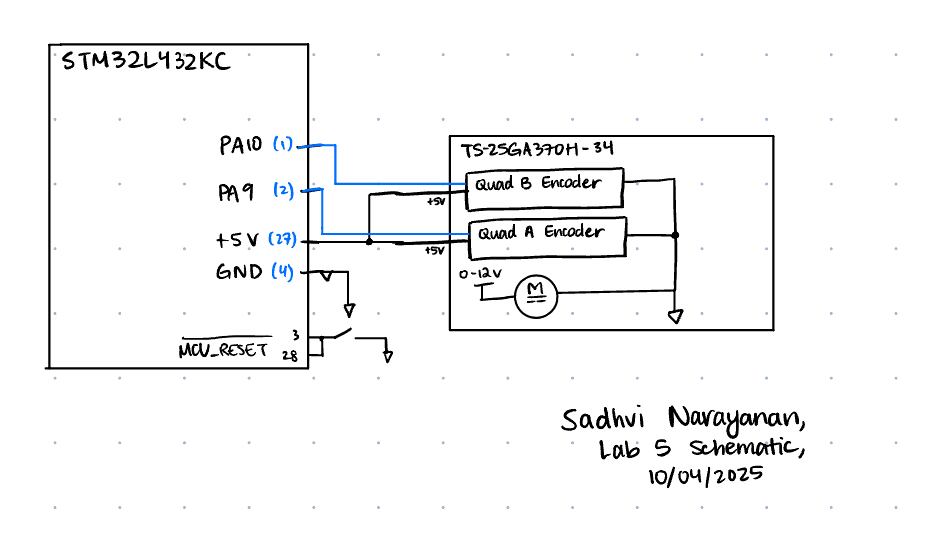 STM32L432KC
PA10 (1)
PA9 (2)
+5V (27)
GND (4)
MCU_RESET
3
28
TS-25GA370H-34
Quad B Encoder
+5V
Quad A Encoder
+5V
0-12V
M
Sadhvi Narayanan,
Lab 5 Schematic,
10/04/2025